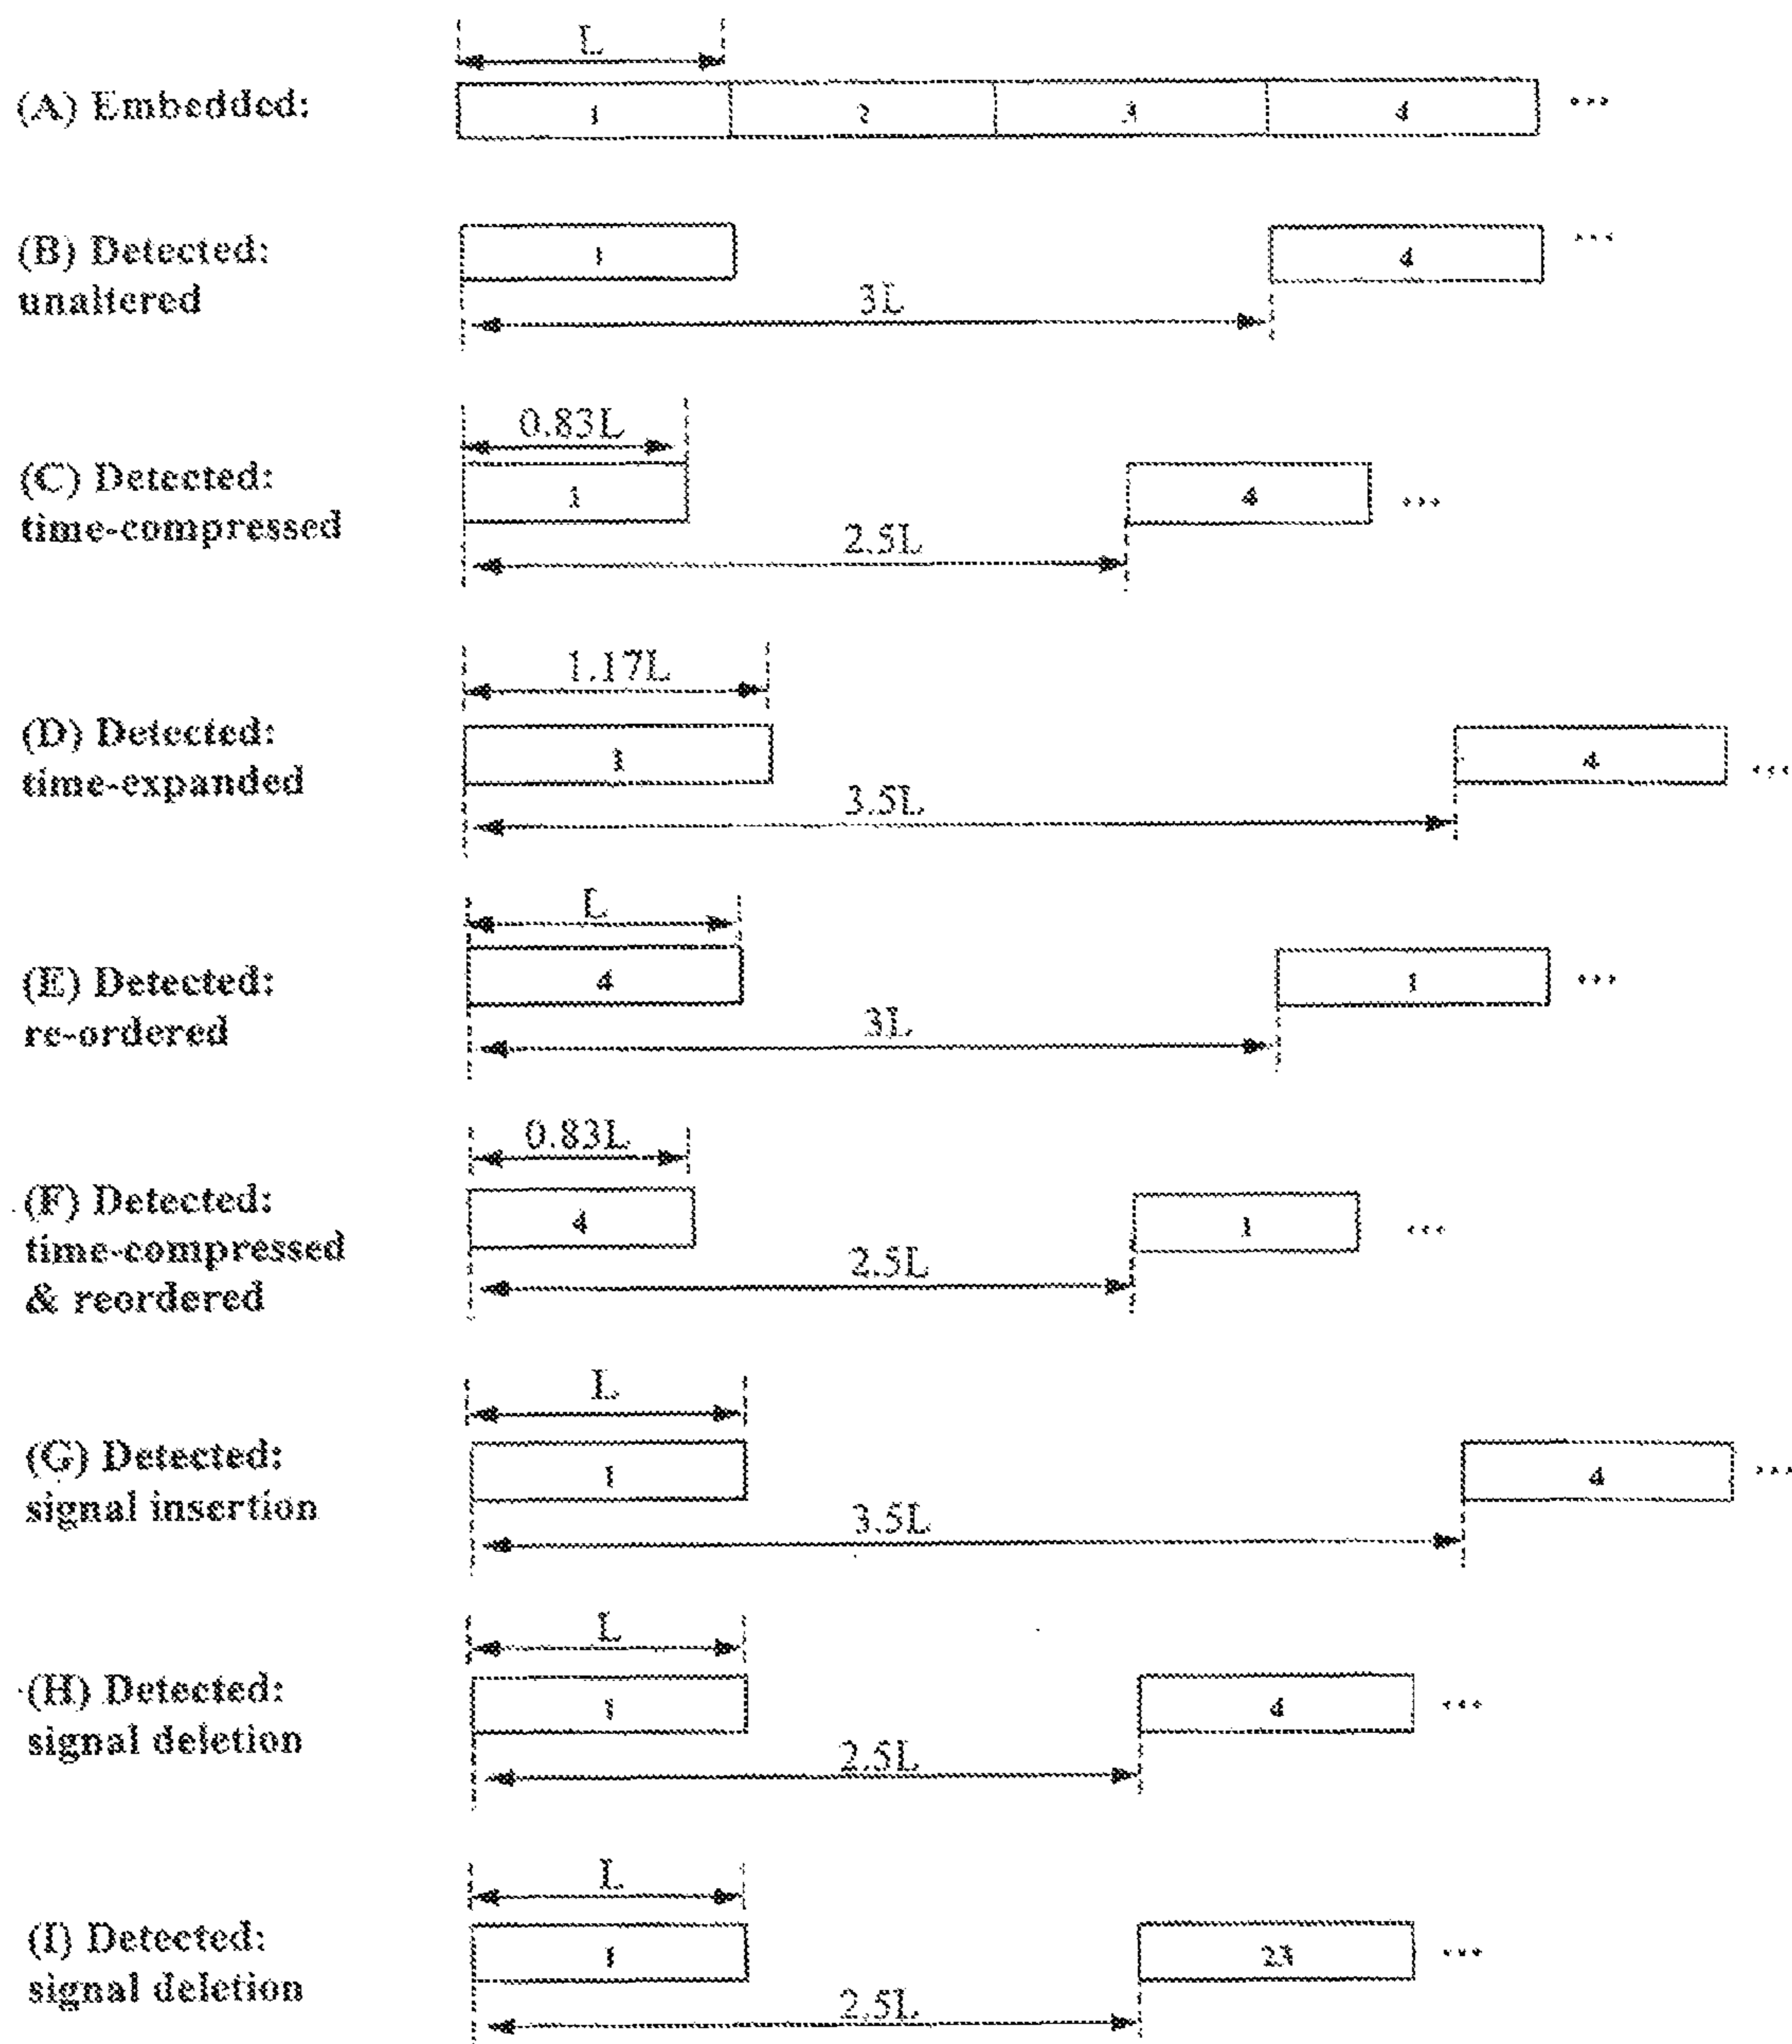 L
(A) Embedded: 1 2 3 4 ...
(B) Detected: 1 4 ...
unaltered
3L
0.83L
(C) Detected: 1 4 ...
time-compressed
2.5L
1.17L
(D) Detected: 1 4 ...
time-expanded
3.5L
L
(E) Detected: 4 1 ...
re-ordered
3L
0.83L
(F) Detected: 4 1 ...
time-compressed
2.5L
& reordered
L
(G) Detected: 1 4 ...
signal insertion
3.5L
L
(H) Detected: 1 4 ...
signal deletion
2.5L
L
(I) Detected: 1 23 ...
signal deletion
2.5L